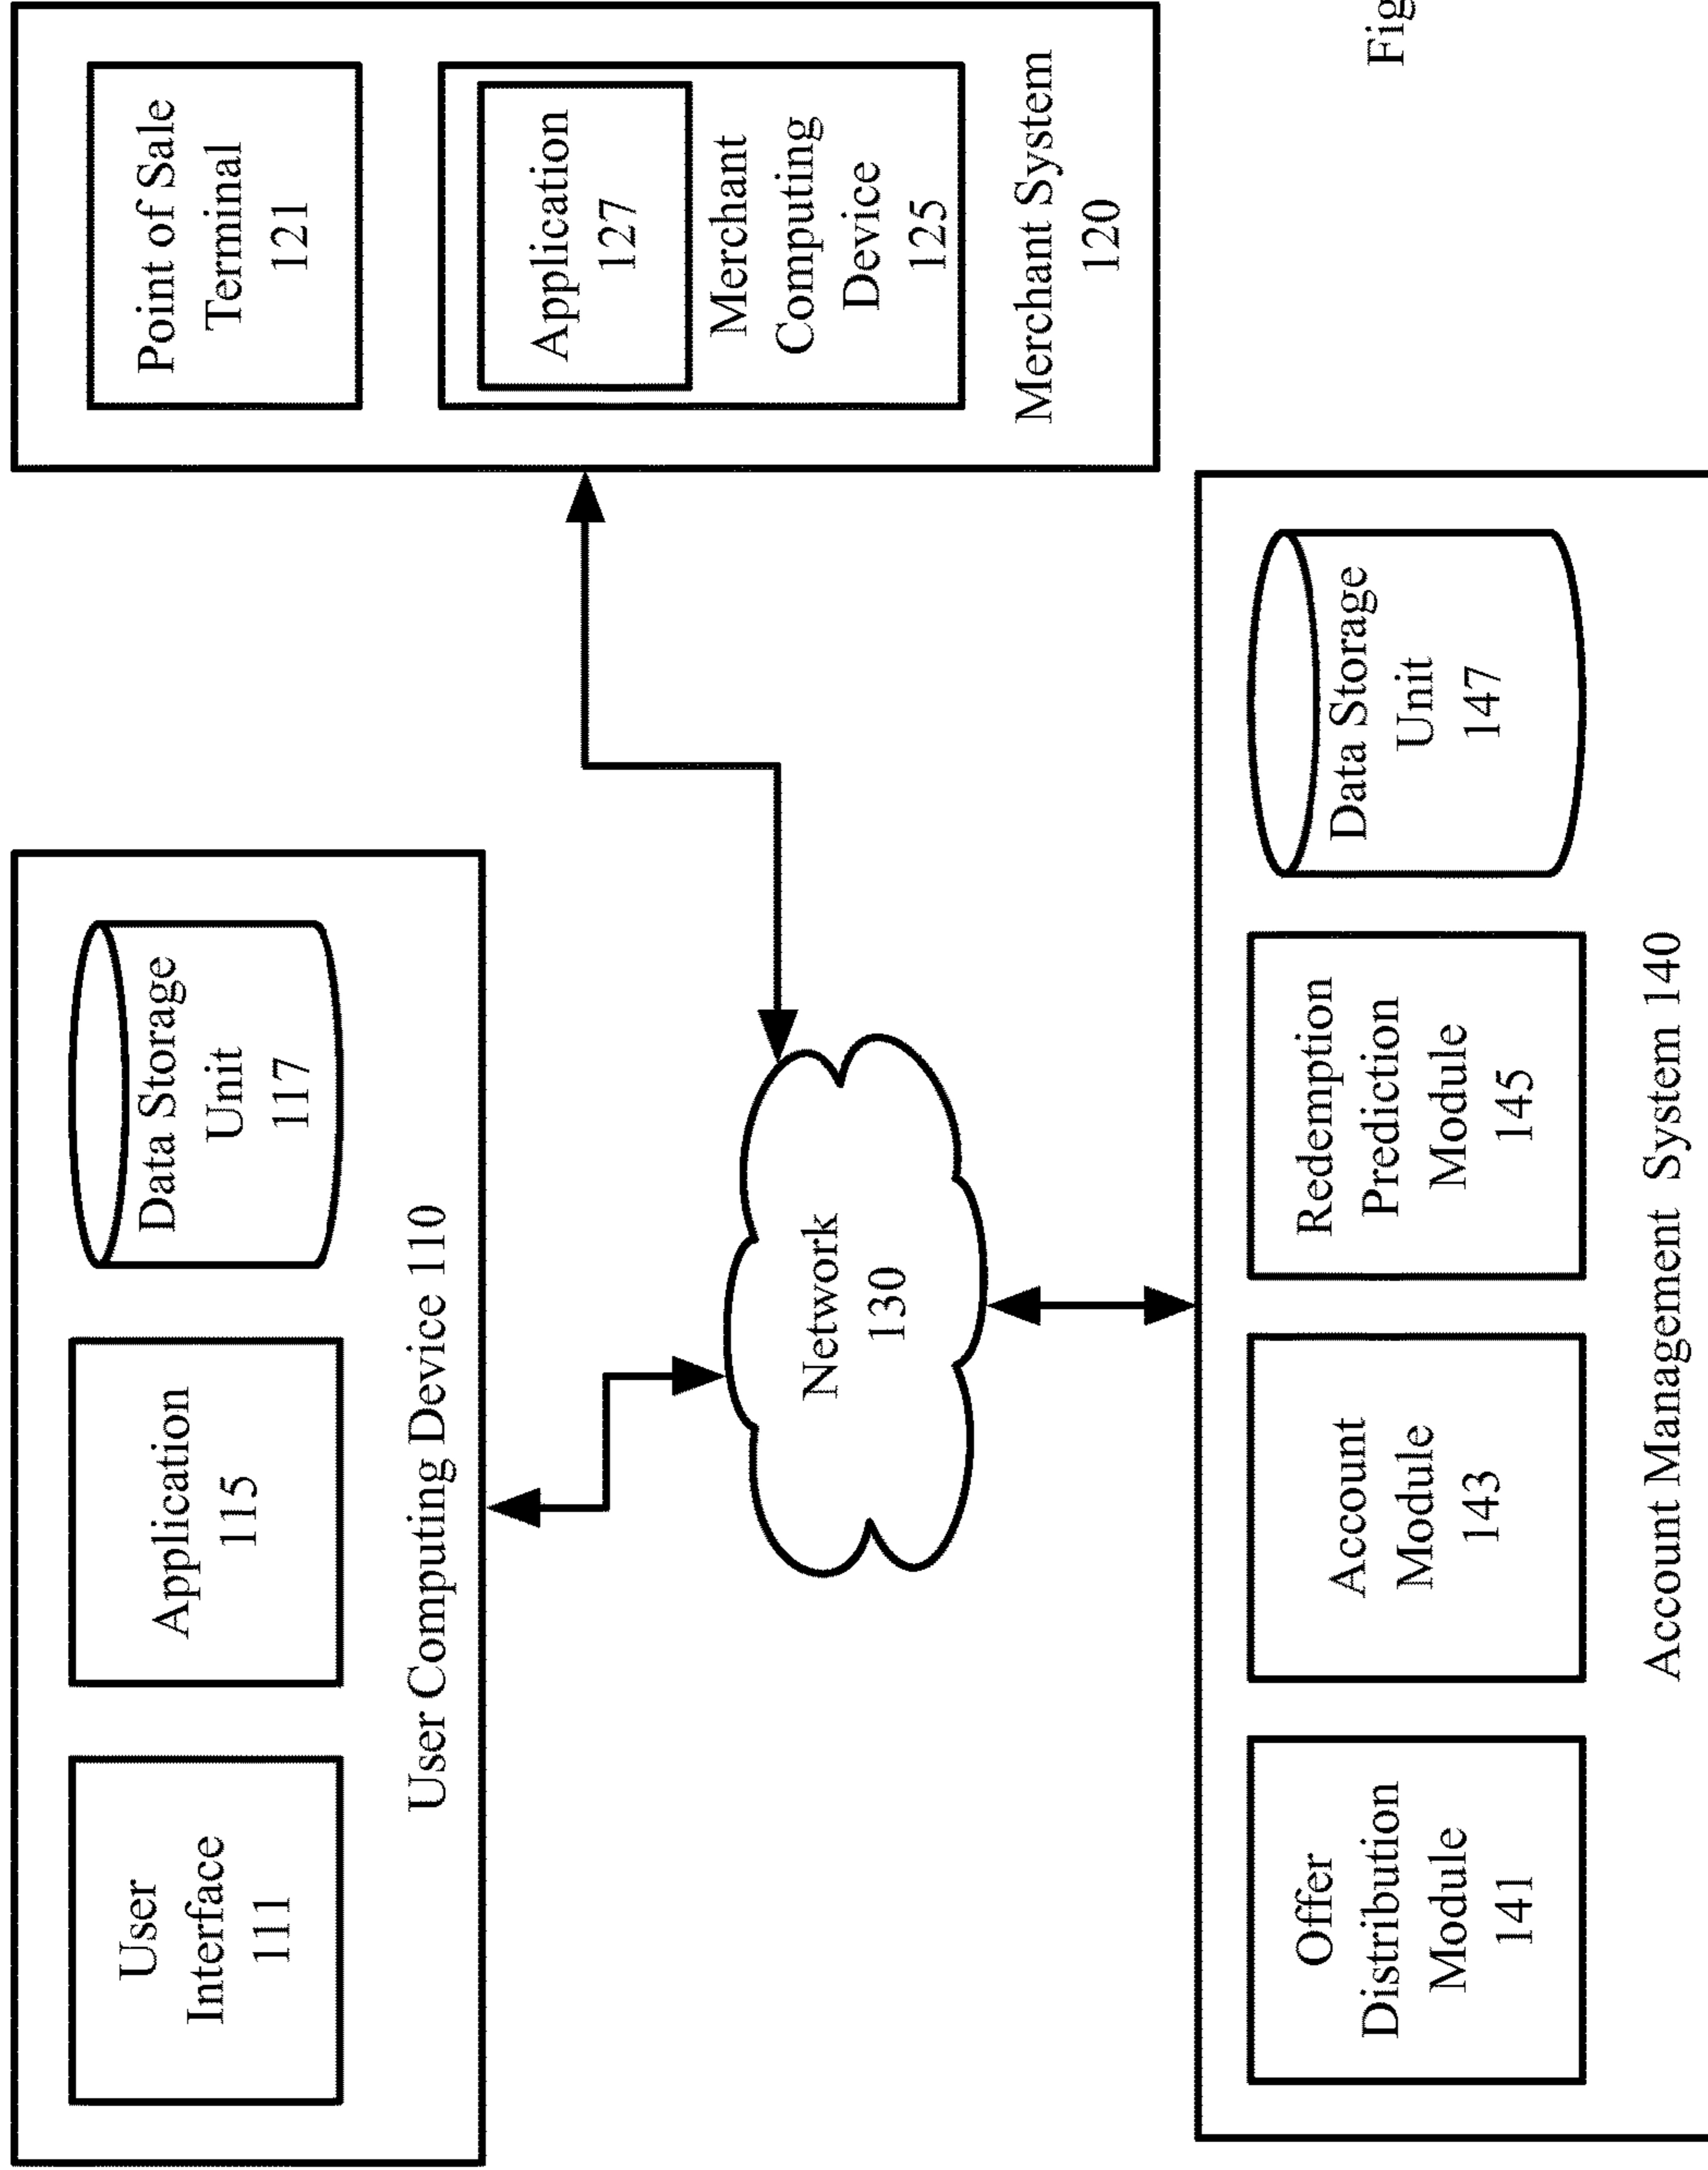 User
Interface
111
Application
115
Data Storage
Unit
117
User Computing Device 110
Point of Sale
Terminal
121
Application
127
Merchant
Computing
Device
125
Merchant System
120
Network
130
Offer
Distribution
Module
141
Account
Module
143
Redemption
Prediction
Module
145
Data Storage
Unit
147
Account Management System 140
Fig